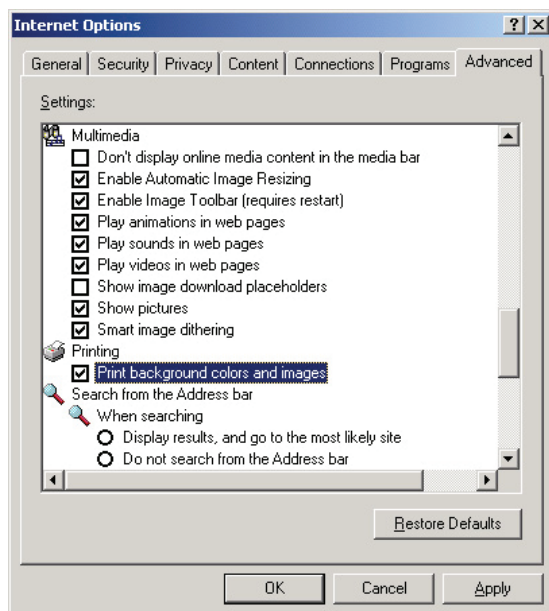 Internet Options
General Security Privacy Content Connections Programs Advanced
Settings:
Multimedia
Don't display online media content in the media bar
Enable Automatic Image Resizing
Enable Image Toolbar (requires restart)
Play animations in web pages
Play sounds in web pages
Play videos in web pages
Show image download placeholders
Show pictures
Smart image dithering
Printing
Print background colors and images
Search from the Address bar
When searching
Display results, and go to the most likely site
Do not search from the Address bar
Restore Defaults
OK Cancel Apply